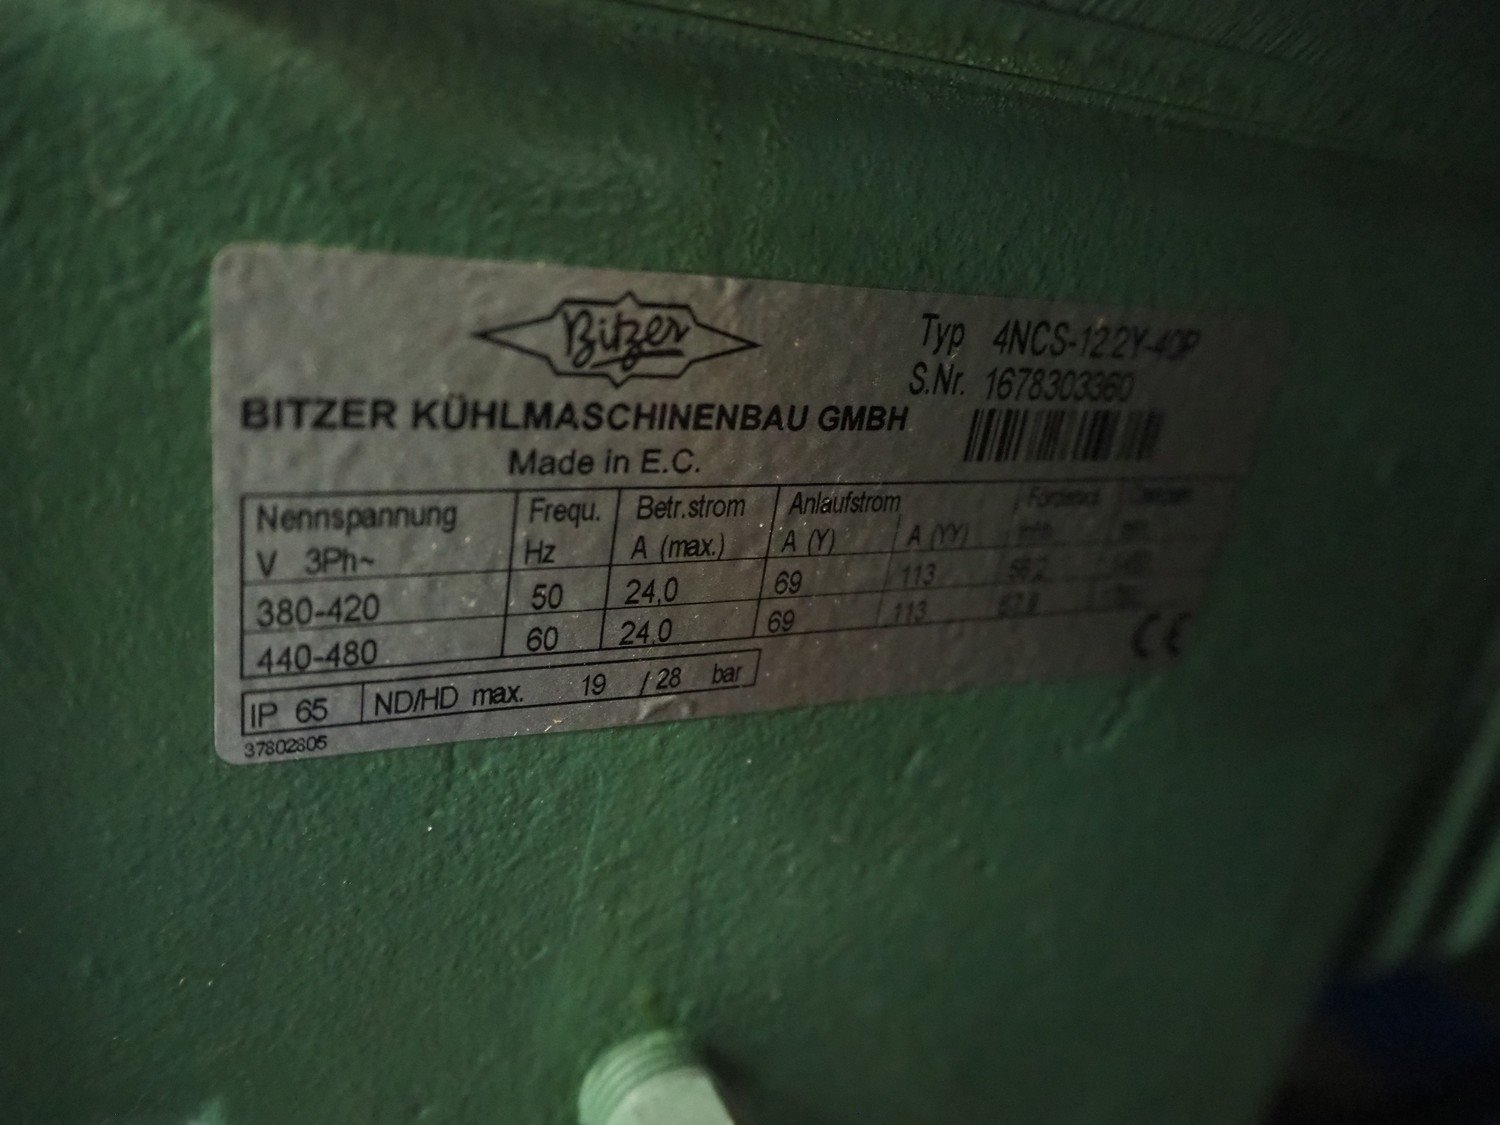 Bitzer
Typ 4NCS-12.2Y-40P
S.Nr. 1678303360
BITZER KÜHLMASCHINENBAU GMBH
Made in E.C.
Nennspannung Frequ. Betr.strom Anlaufstrom
V 3Ph~ Hz A (max.) A (Y) A (YY)
380-420 50 24,0 69 113 56.2
440-480 60 24,0 69 113
CE
IP 65 ND/HD max. 19 / 28 bar
37802805